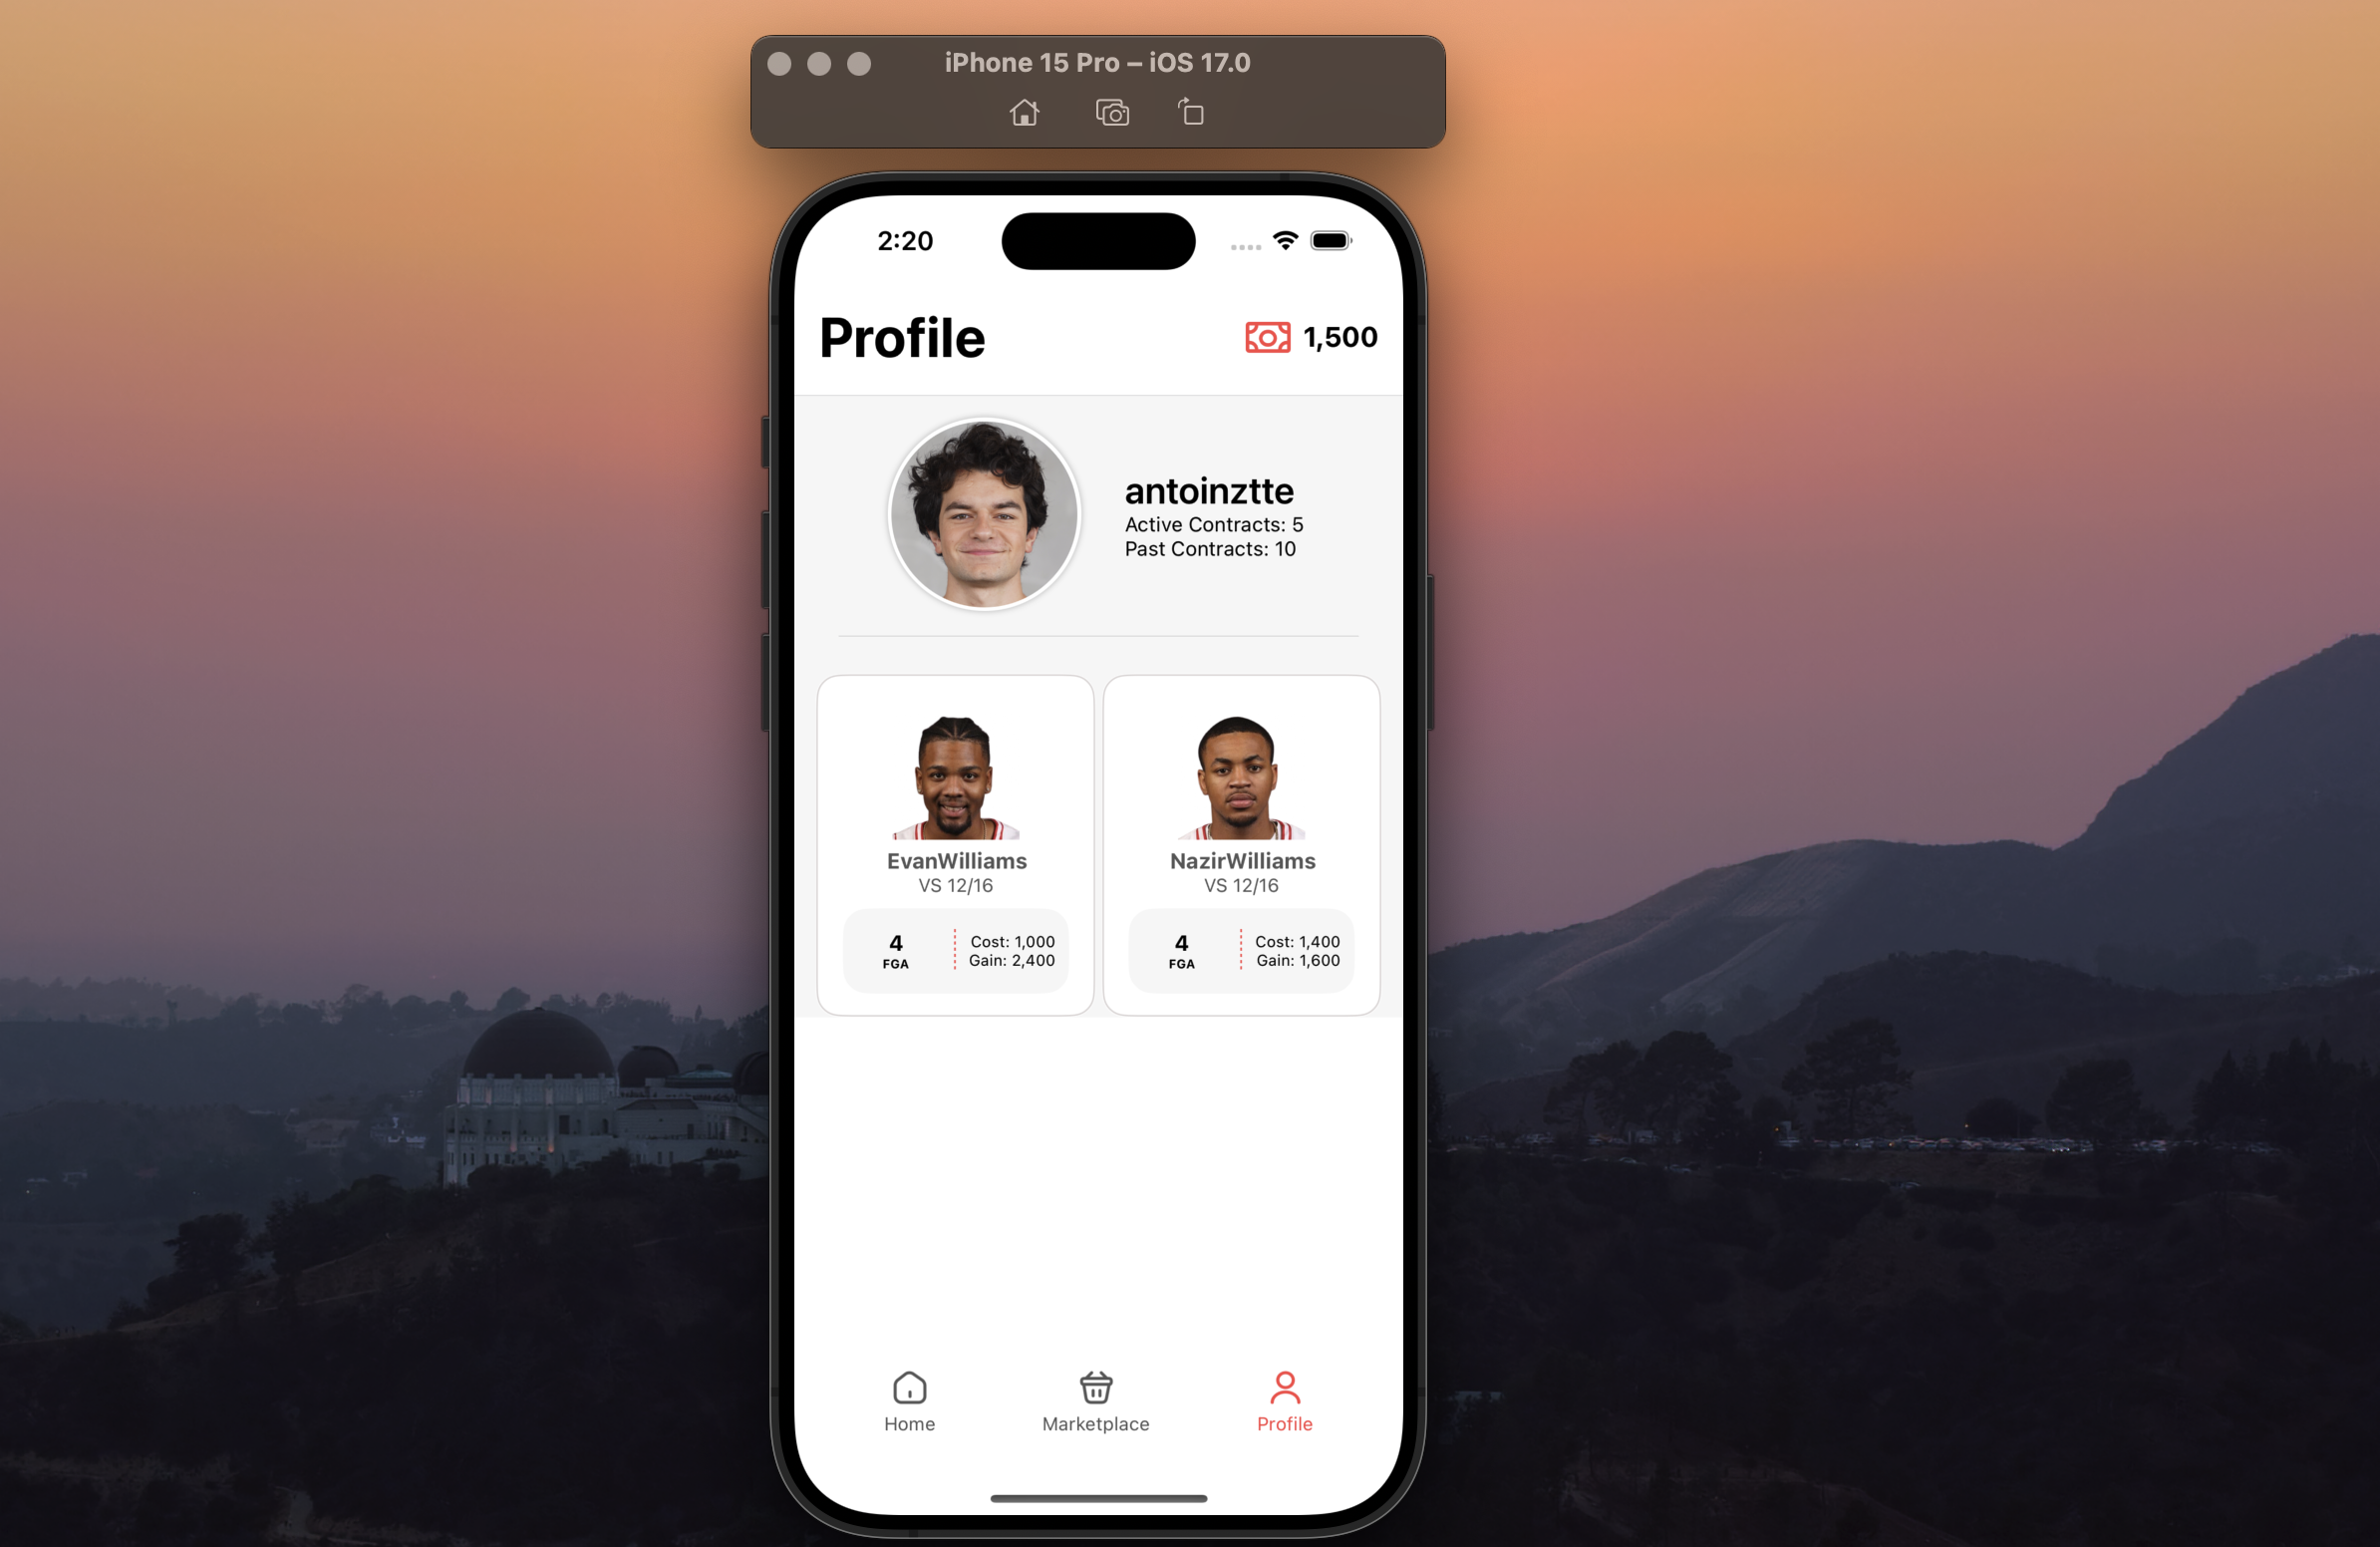 iPhone 15 Pro – iOS 17.0
2:20
Profile
1,500
antoinztte
Active Contracts: 5
Past Contracts: 10
EvanWilliams
VS 12/16
4
FGA
Cost: 1,000
Gain: 2,400
NazirWilliams
VS 12/16
4
FGA
Cost: 1,400
Gain: 1,600
Home
Marketplace
Profile